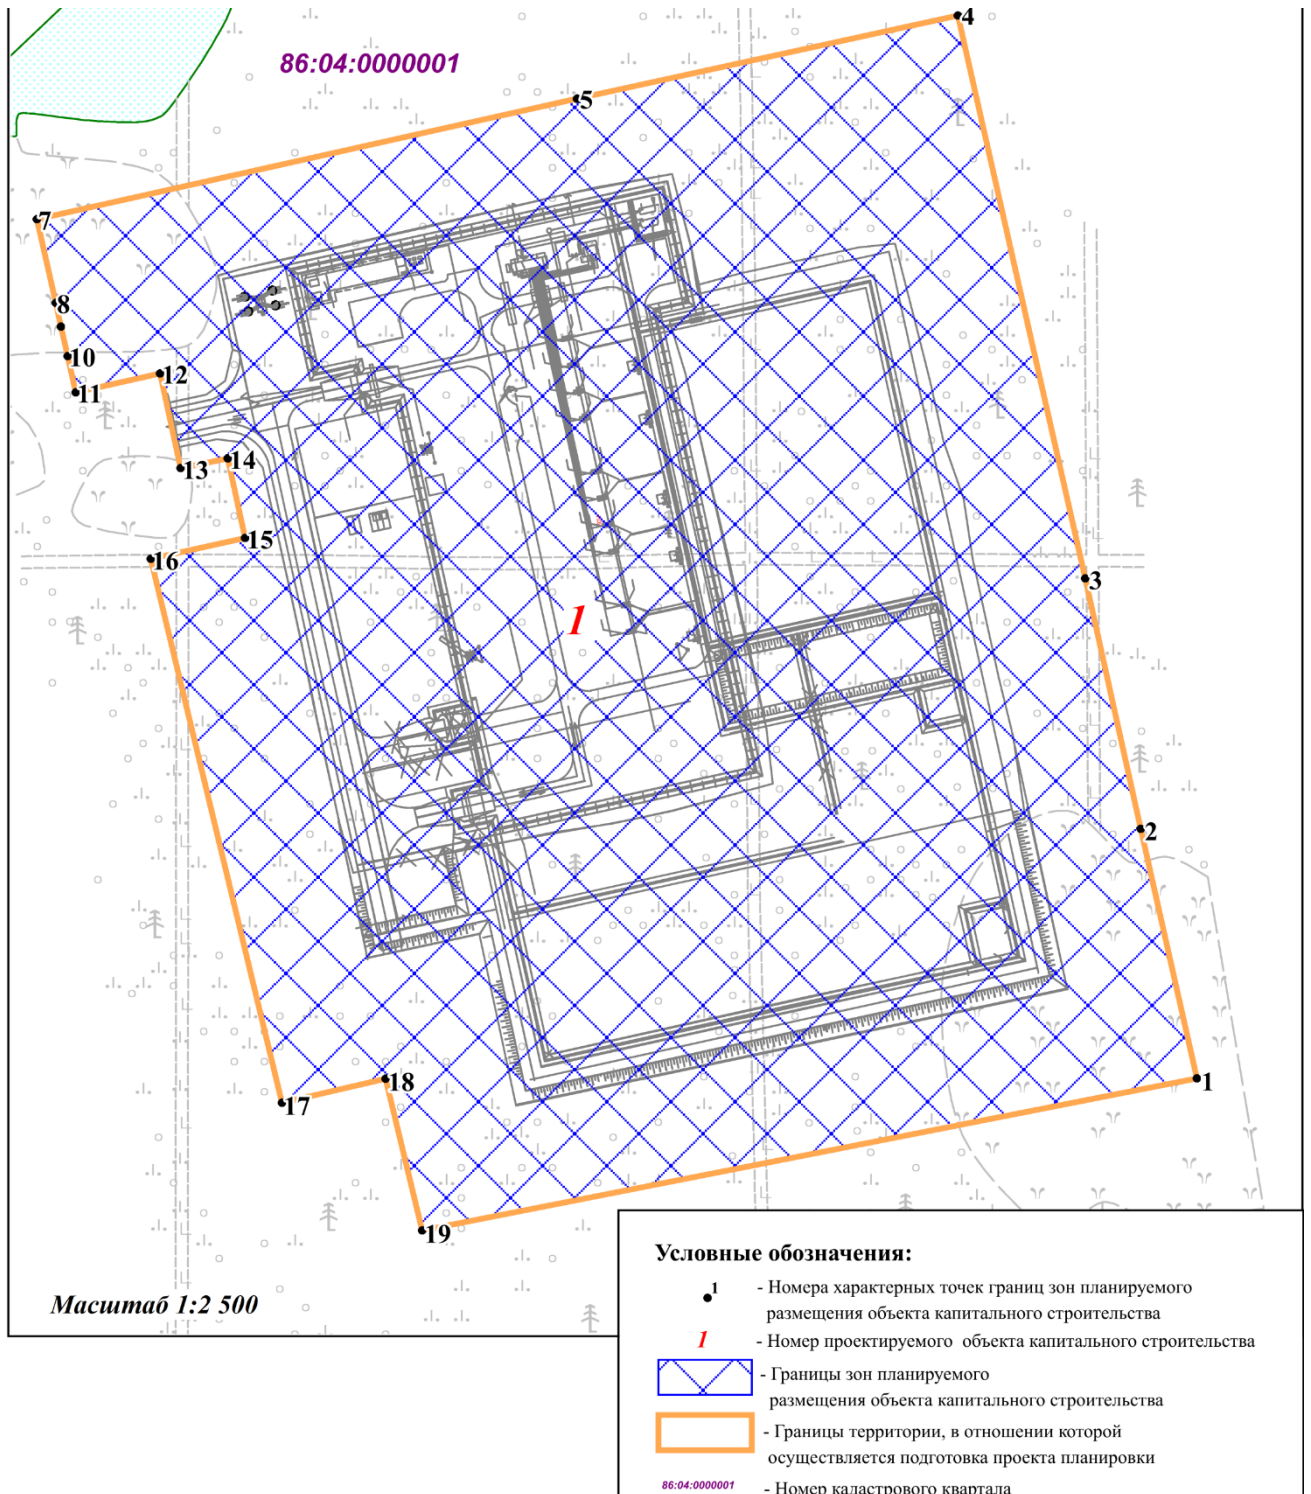 4
86:04:0000001
5
7
8
10
12
11
14
13
15
16
3
1
2
18
1
17
19
Условные обозначения:
1 - Номера характерных точек границ зон планируемого
размещения объекта капитального строительства
Масштаб 1:2 500
1 - Номер проектируемого объекта капитального строительства
- Границы зон планируемого
размещения объекта капитального строительства
- Границы территории, в отношении которой
осуществляется подготовка проекта планировки
86:04:0000001 - Номер кадастрового квартала